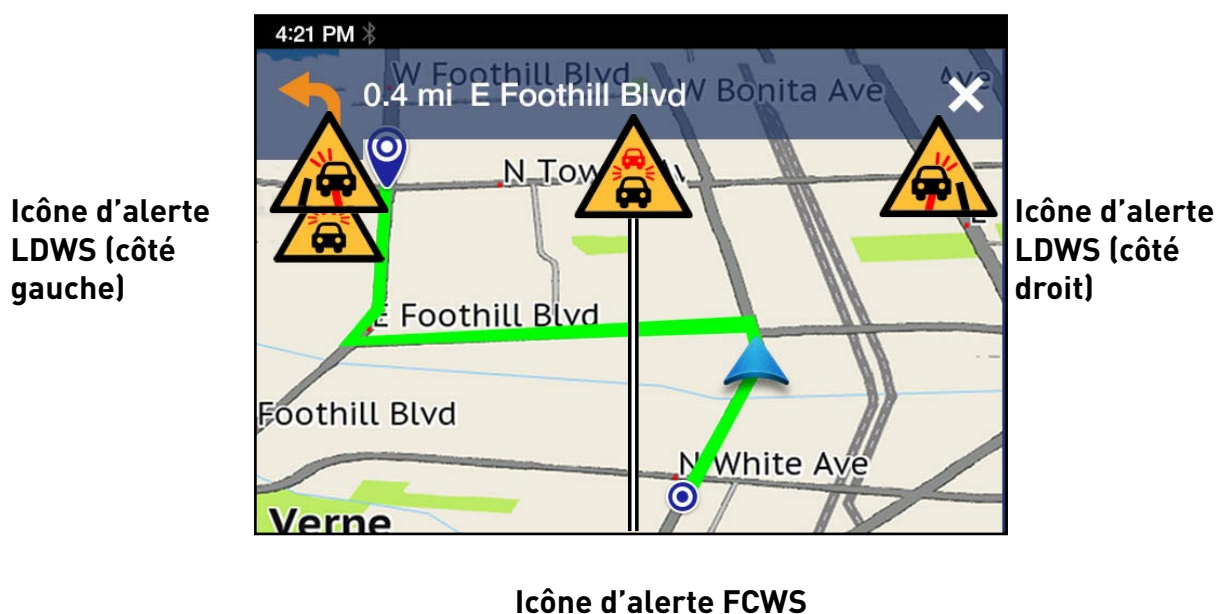 4:21 PM
W Foothill Blvd
0.4 mi E Foothill Blvd
W Bonita Ave
Ave
N Tow
Icône d’alerte
LDWS (côté
gauche)
Icône d’alerte
LDWS (côté
droit)
E Foothill Blvd
Foothill Blvd
N White Ave
Verne
Icône d’alerte FCWS